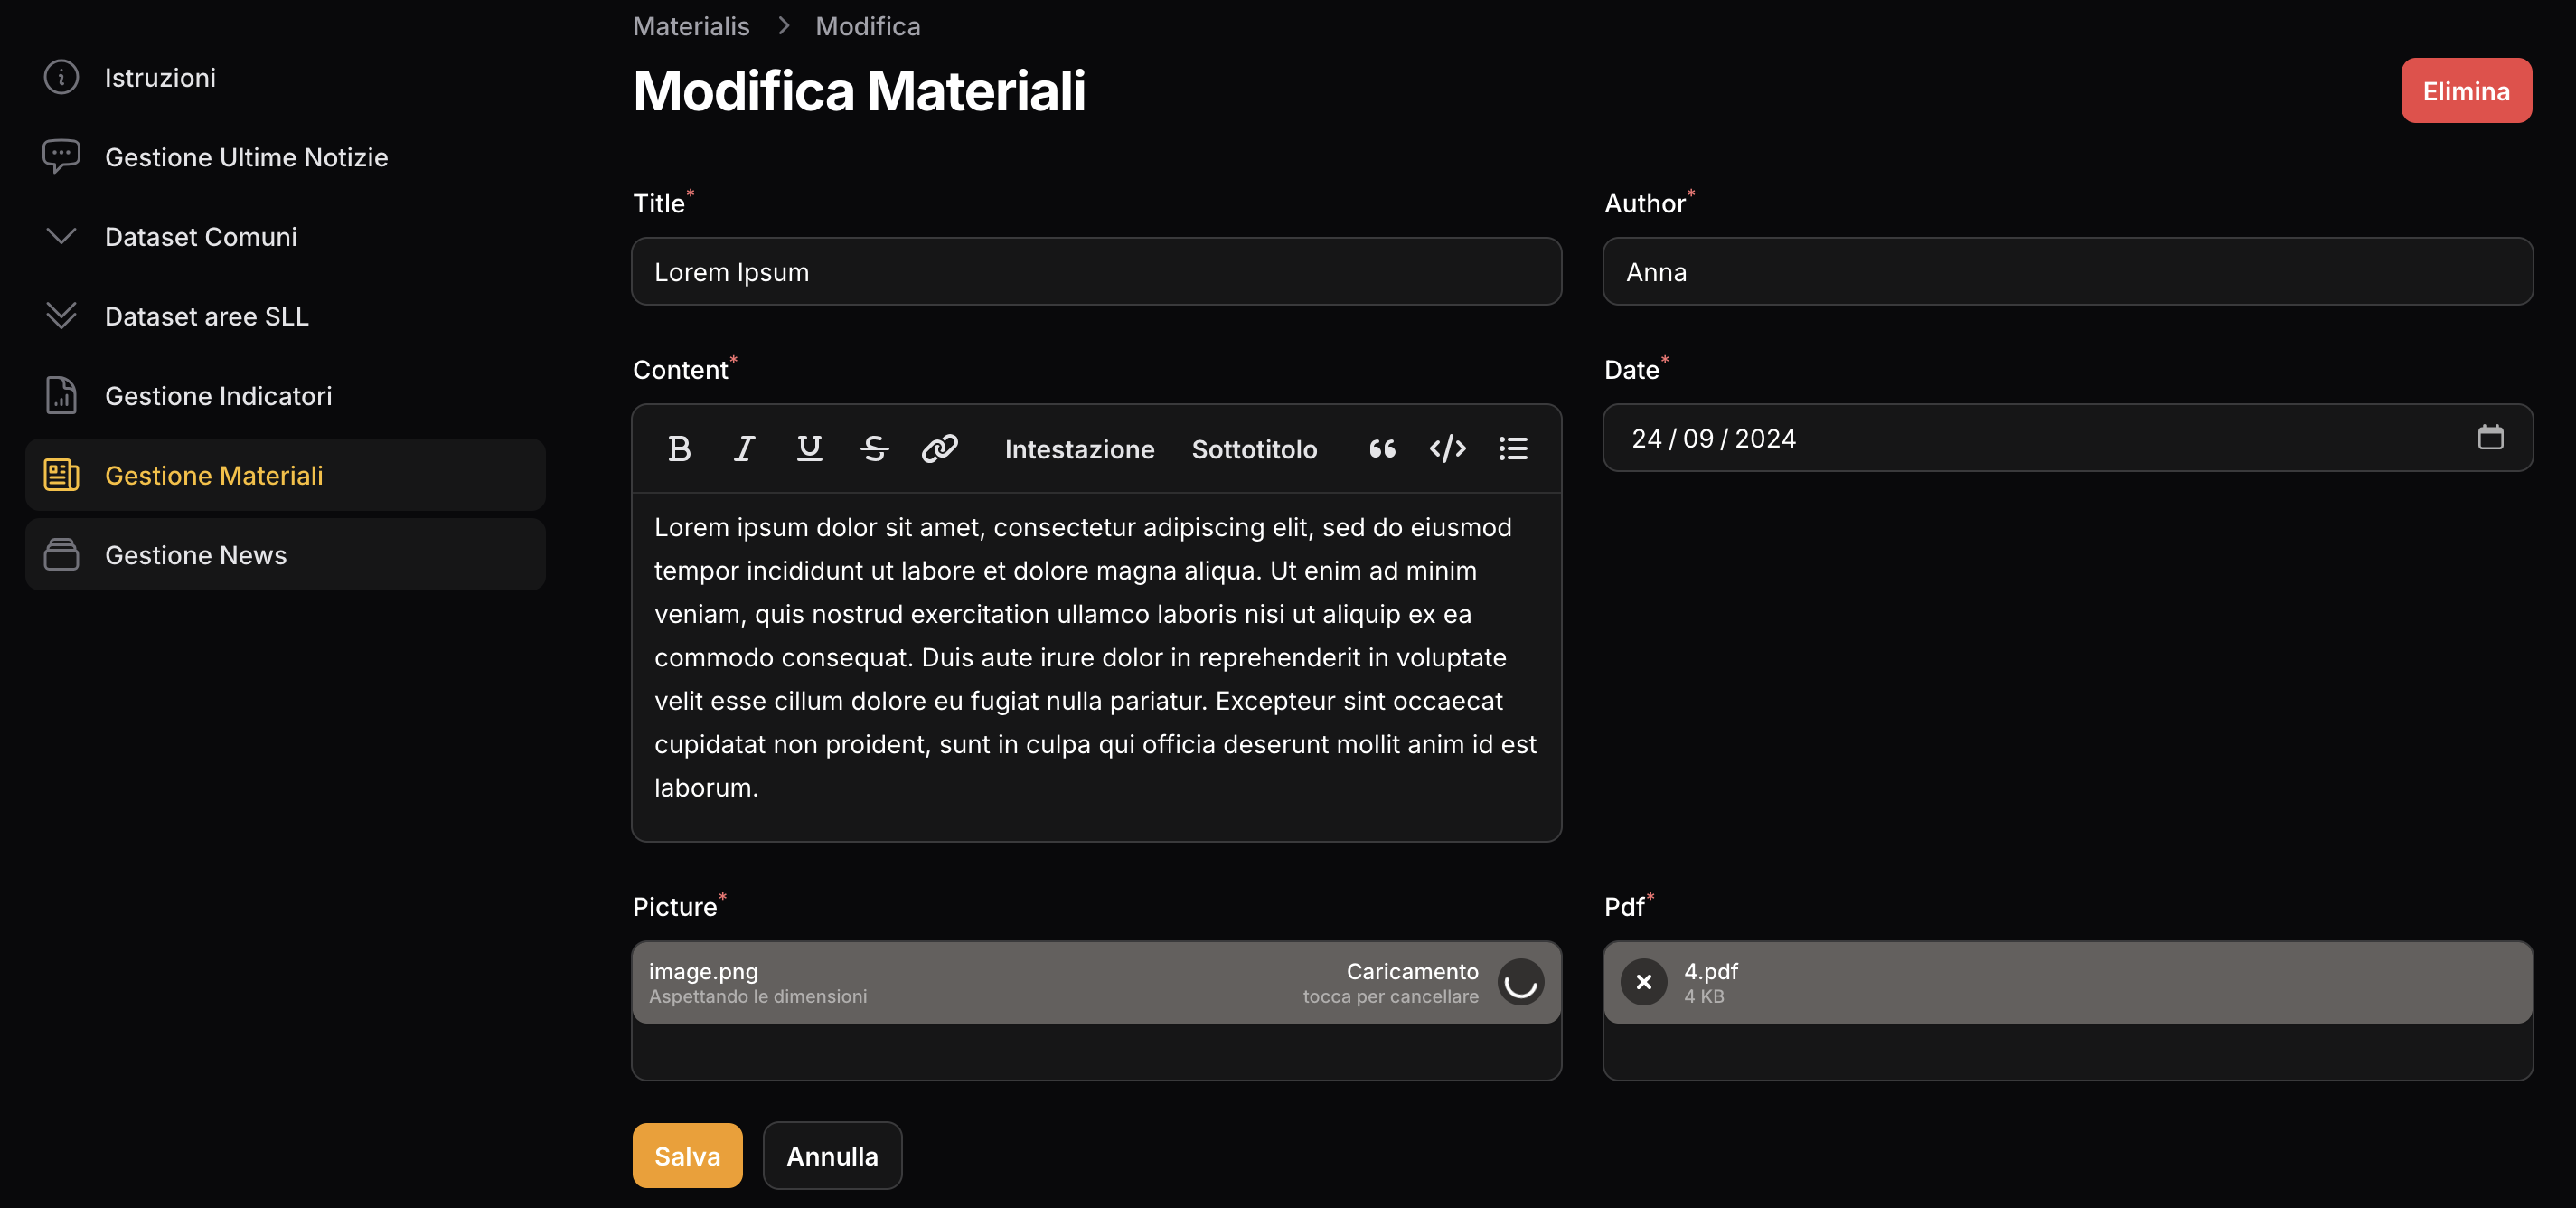 Istruzioni
Gestione Ultime Notizie
Dataset Comuni
Dataset aree SLL
Gestione Indicatori
Gestione Materiali
Gestione News
Materialis > Modifica
Modifica Materiali
Elimina
Title*
Lorem Ipsum
Author*
Anna
Content*
B I U S Intestazione Sottotitolo “ </>
Lorem ipsum dolor sit amet, consectetur adipiscing elit, sed do eiusmod
tempor incididunt ut labore et dolore magna aliqua. Ut enim ad minim
veniam, quis nostrud exercitation ullamco laboris nisi ut aliquip ex ea
commodo consequat. Duis aute irure dolor in reprehenderit in voluptate
velit esse cillum dolore eu fugiat nulla pariatur. Excepteur sint occaecat
cupidatat non proident, sunt in culpa qui officia deserunt mollit anim id est
laborum.
Date*
24 / 09 / 2024
Picture*
image.png
Aspettando le dimensioni
Caricamento
tocca per cancellare
Pdf*
4.pdf
4 KB
Salva
Annulla